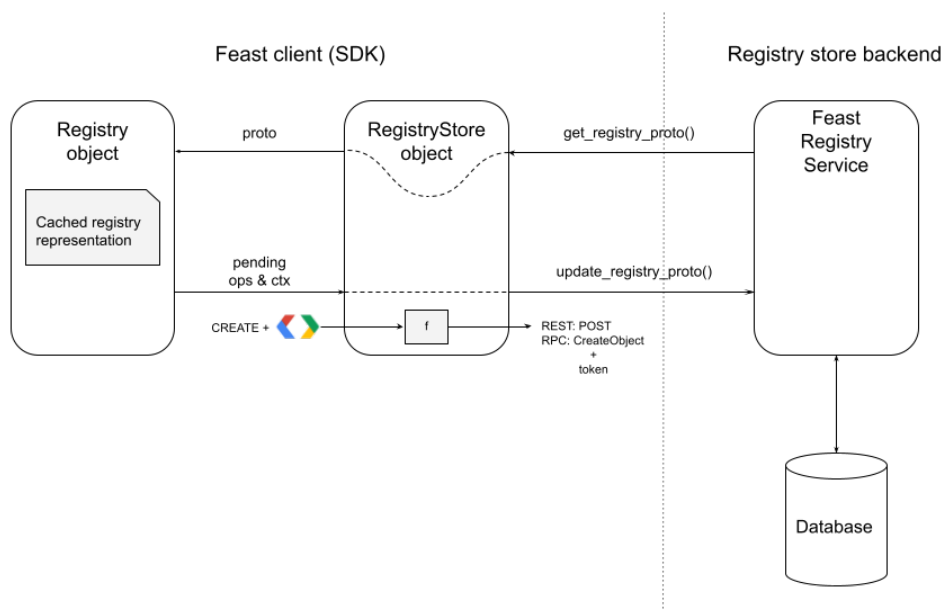 Feast client (SDK)
Registry store backend
Registry
object
Cached registry
representation
proto
RegistryStore
object
get_registry_proto()
Feast
Registry
Service
pending
ops & ctx
update_registry_proto()
CREATE +
f
REST: POST
RPC: CreateObject
+
token
Database